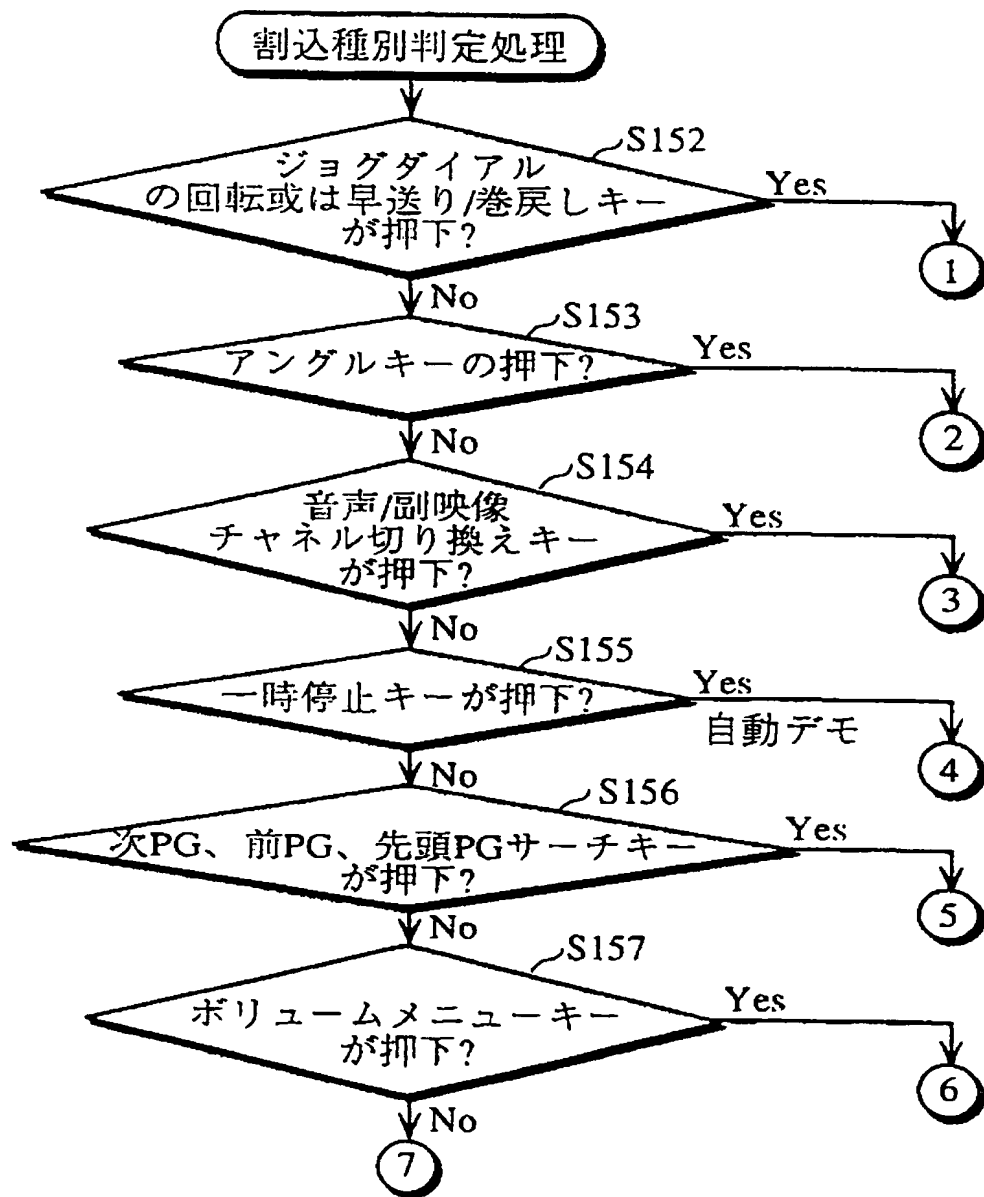 割込種別判定処理
S152
ジョグダイアル
の回転或は早送り/巻戻しキー
が押下?
Yes
1
No
S153
アングルキーの押下?
Yes
2
No
S154
音声/副映像
チャネル切り換えキー
が押下?
Yes
3
No
S155
一時停止キーが押下?
Yes
自動デモ
4
No
S156
次PG、前PG、先頭PGサーチキー
が押下?
Yes
5
No
S157
ボリュームメニューキー
が押下?
Yes
6
No
7